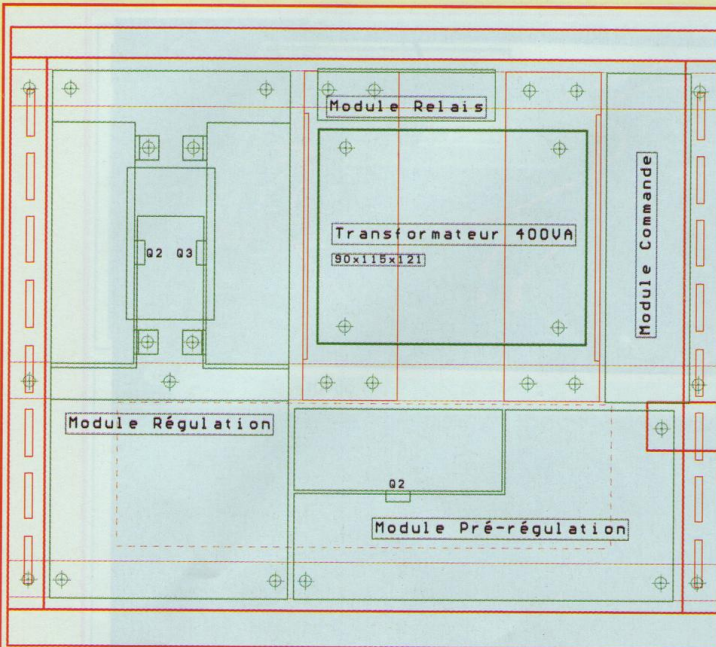 Module Relais
Module Commande
Transformateur 400VA
90x115x121
Q2 Q3
Module Régulation
Q2
Module Pré-régulation